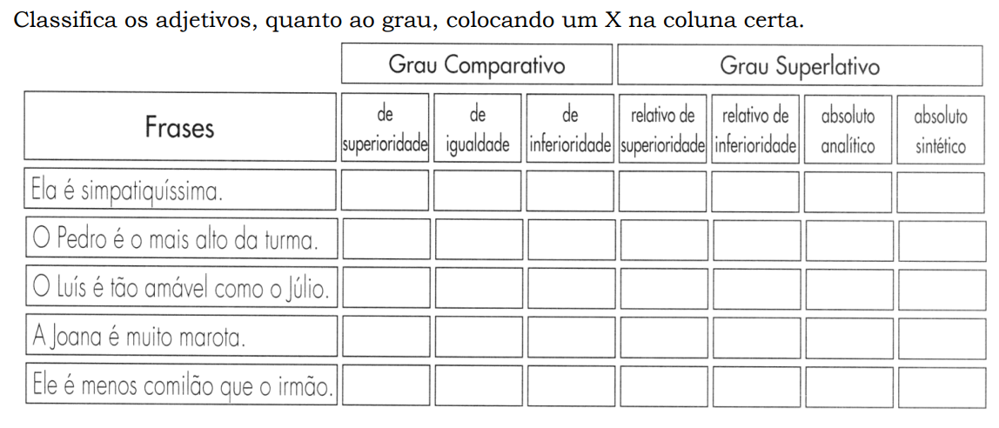 Classifica os adjetivos, quanto ao grau, colocando um X na coluna certa.
Grau Comparativo Grau Superlativo
Frases
de superioridade
de igualdade
de inferioridade
relativo de superioridade
relativo de inferioridade
absoluto analítico
absoluto sintético
Ela é simpatiquíssima.
O Pedro é o mais alto da turma.
O Luís é tão amável como o Júlio.
A Joana é muito marota.
Ele é menos comilão que o irmão.